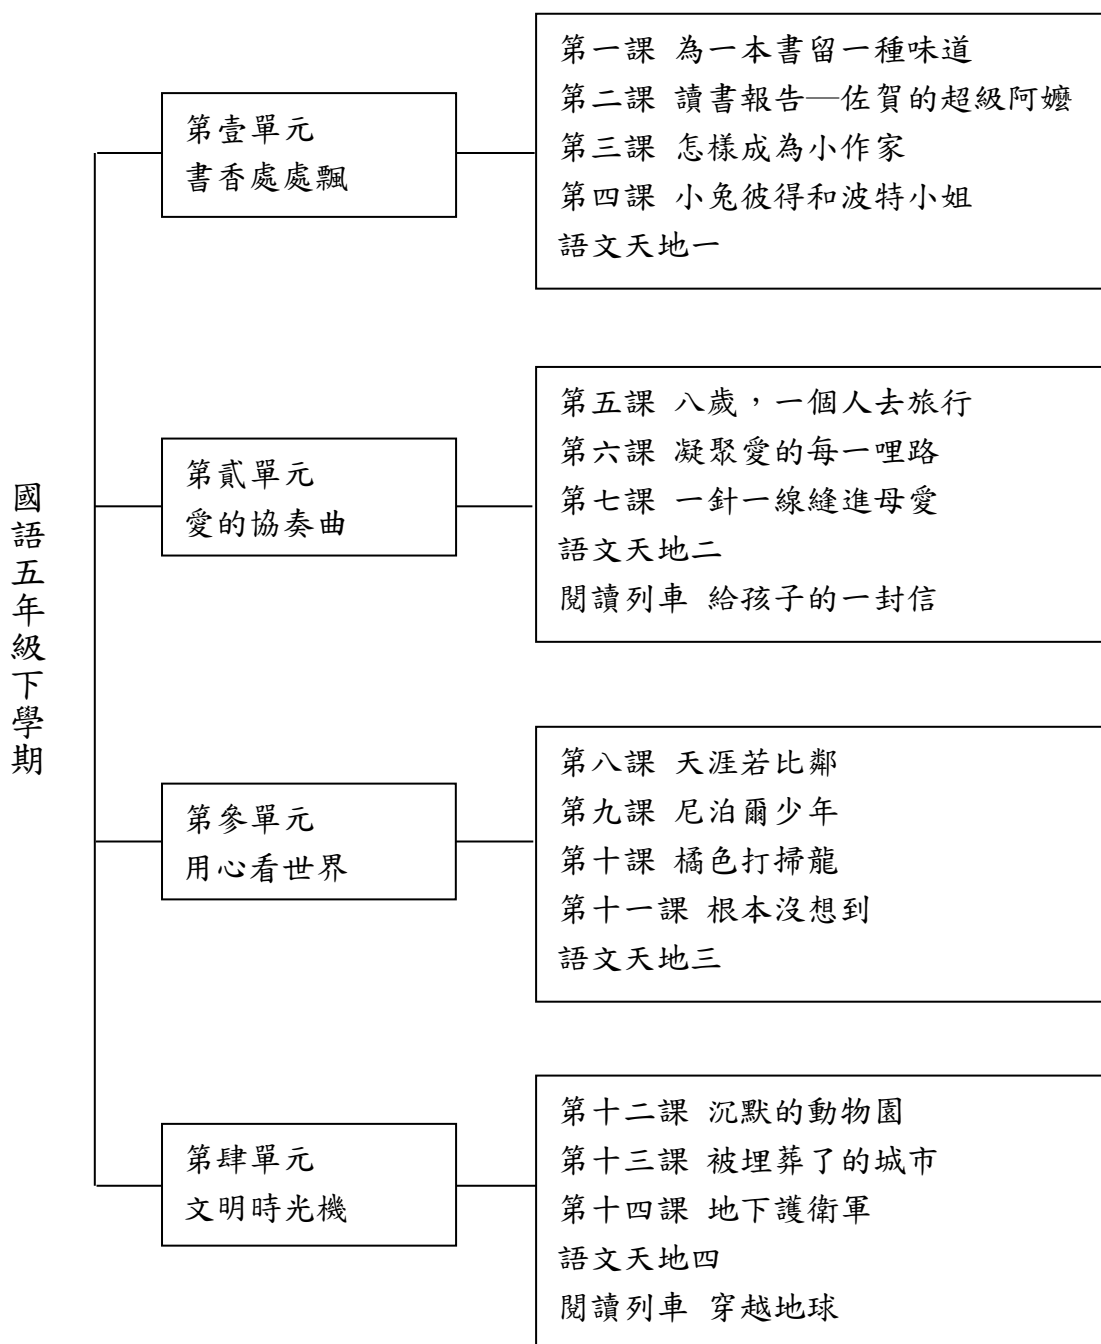 國語五年級下學期
第壹單元
書香處處飄
第一課 為一本書留一種味道
第二課 讀書報告─佐賀的超級阿嬤
第三課 怎樣成為小作家
第四課 小兔彼得和波特小姐
語文天地一
第貳單元
愛的協奏曲
第五課 八歲，一個人去旅行
第六課 凝聚愛的每一哩路
第七課 一針一線縫進母愛
語文天地二
閱讀列車 給孩子的一封信
第參單元
用心看世界
第八課 天涯若比鄰
第九課 尼泊爾少年
第十課 橘色打掃龍
第十一課 根本沒想到
語文天地三
第肆單元
文明時光機
第十二課 沉默的動物園
第十三課 被埋葬了的城市
第十四課 地下護衛軍
語文天地四
閱讀列車 穿越地球